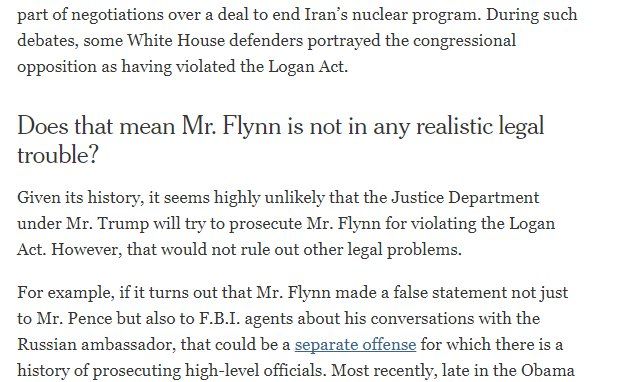 part of negotiations over a deal to end Iran’s nuclear program. During such
debates, some White House defenders portrayed the congressional
opposition as having violated the Logan Act.
Does that mean Mr. Flynn is not in any realistic legal
trouble?
Given its history, it seems highly unlikely that the Justice Department
under Mr. Trump will try to prosecute Mr. Flynn for violating the Logan
Act. However, that would not rule out other legal problems.
For example, if it turns out that Mr. Flynn made a false statement not just
to Mr. Pence but also to F.B.I. agents about his conversations with the
Russian ambassador, that could be a separate offense for which there is a
history of prosecuting high-level officials. Most recently, late in the Obama